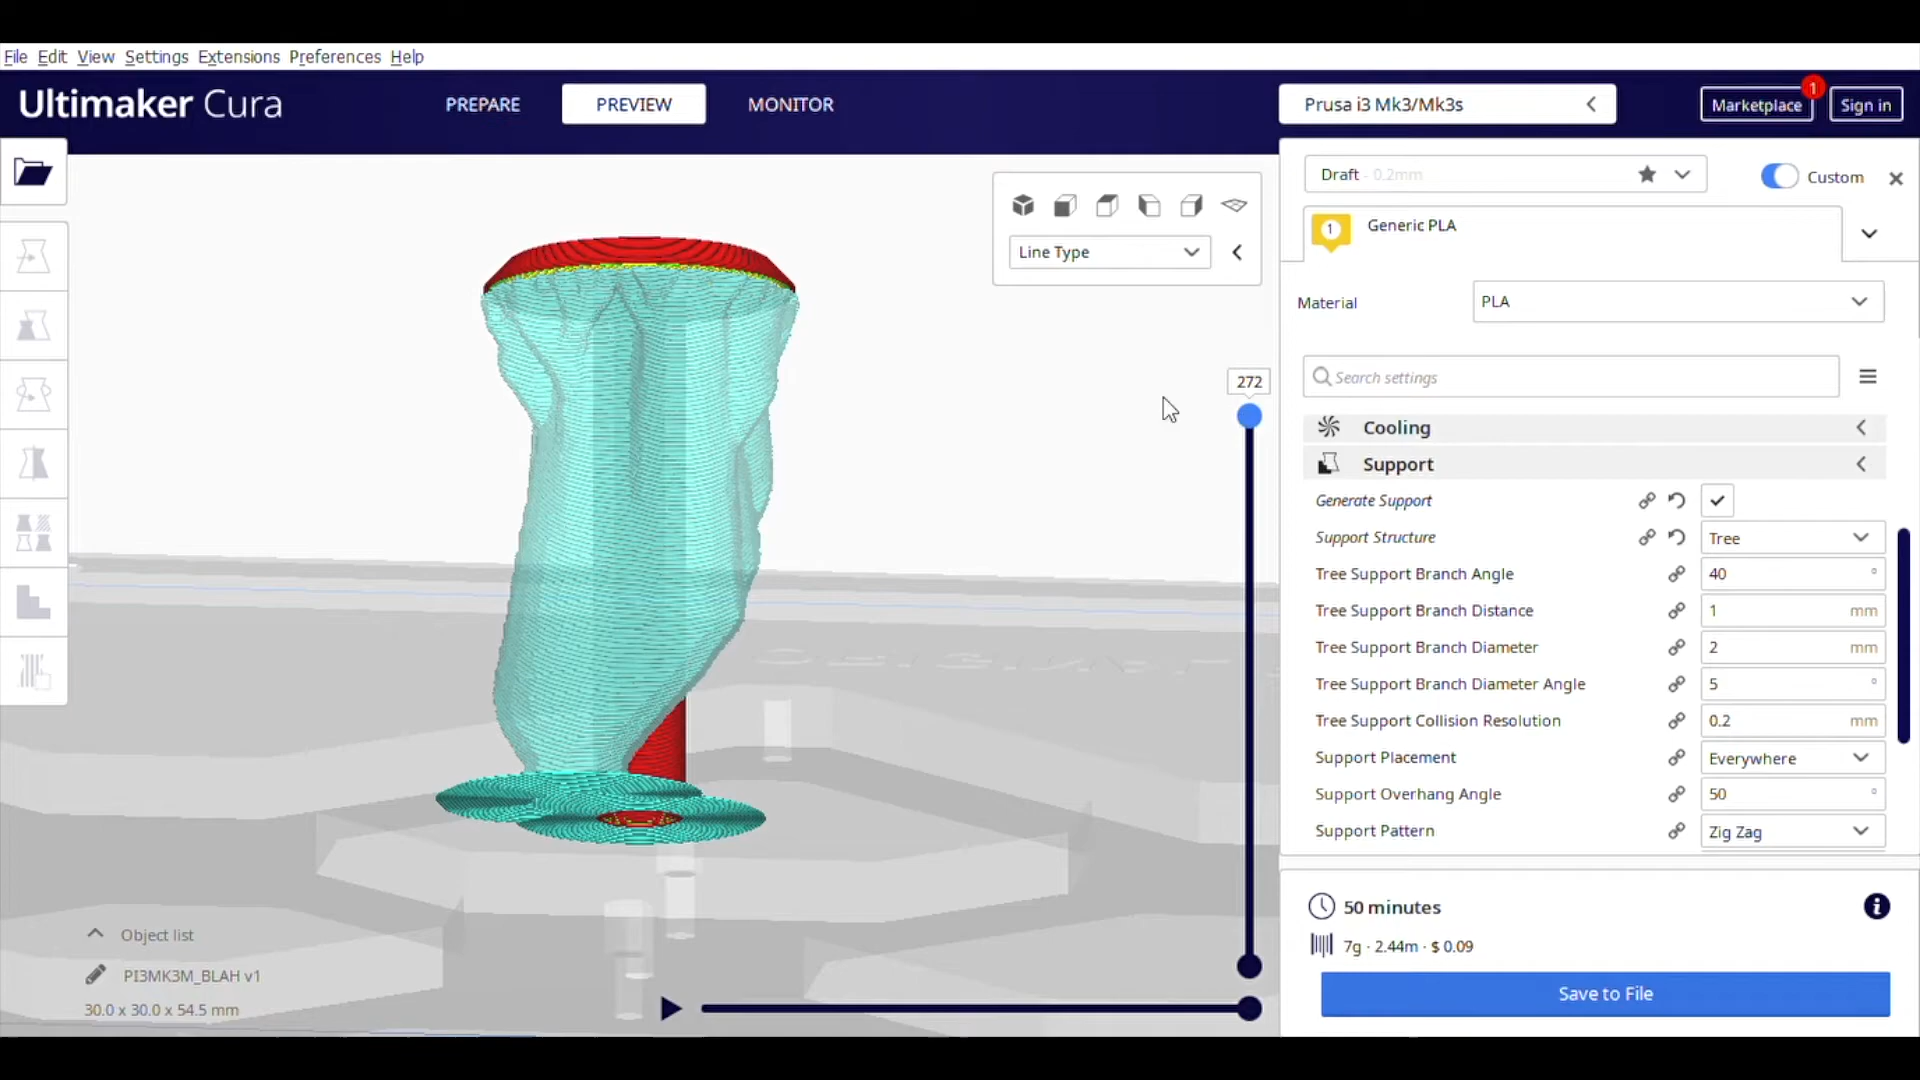 File Edit View Settings Extensions Preferences Help
Ultimaker Cura
PREPARE
PREVIEW
MONITOR
Prusa i3 Mk3/Mk3s
Marketplace
1
Sign in
Draft - 0.2mm
Custom
1
Generic PLA
Line Type
Material
PLA
Search settings
272
Cooling
Support
Generate Support
Support Structure
Tree
Tree Support Branch Angle
40 °
Tree Support Branch Distance
1 mm
Tree Support Branch Diameter
2 mm
Tree Support Branch Diameter Angle
5 °
Tree Support Collision Resolution
0.2 mm
Support Placement
Everywhere
Support Overhang Angle
50 °
Support Pattern
Zig Zag
50 minutes
7g · 2.44m · $ 0.09
Save to File
Object list
PI3MK3M_BLAH v1
30.0 x 30.0 x 54.5 mm